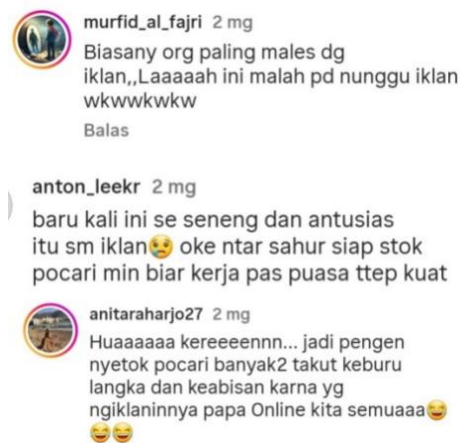 murfid_al_fajri 2 mg
Biasany org paling males dg
iklan,,Laaaaah ini malah pd nunggu iklan
wkwwkwkw
Balas
anton_leekr 2 mg
baru kali ini se seneng dan antusias
itu sm iklan😢 oke ntar sahur siap stok
pocari min biar kerja pas puasa ttep kuat
anitaraharjo27 2 mg
Huaaaaaa kereeeennn... jadi pengen
nyetok pocari banyak2 takut keburu
langka dan keabisan karna yg
ngiklaninnya papa Online kita semuaaa😂
😂😂